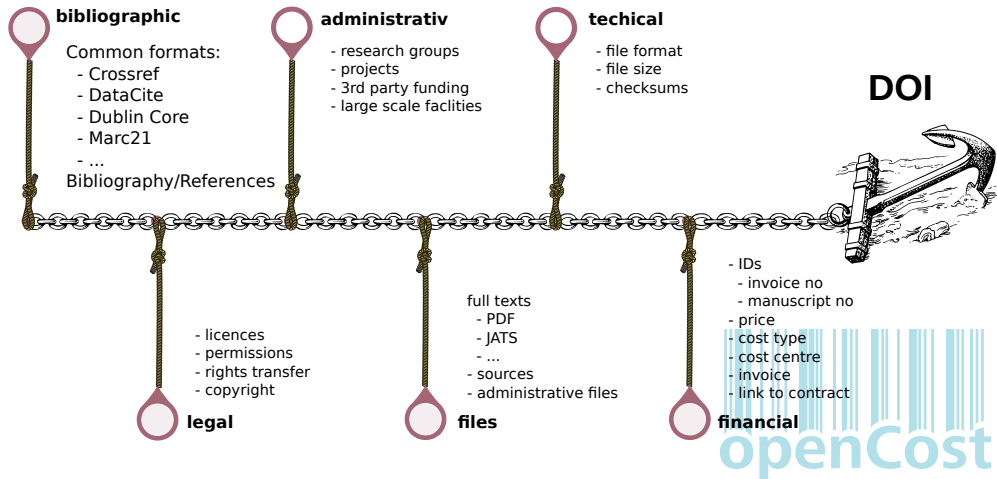 bibliographic
Common formats:
- Crossref
- DataCite
- Dublin Core
- Marc21
- ...
Bibliography/References
administrativ
- research groups
- projects
- 3rd party funding
- large scale faclities
techical
- file format
- file size
- checksums
DOI
- licences
- permissions
- rights transfer
- copyright
legal
full texts
- PDF
- JATS
- ...
- sources
- administrative files
files
- IDs
- invoice no
- manuscript no
- price
- cost type
- cost centre
- invoice
- link to contract
financial
openCost